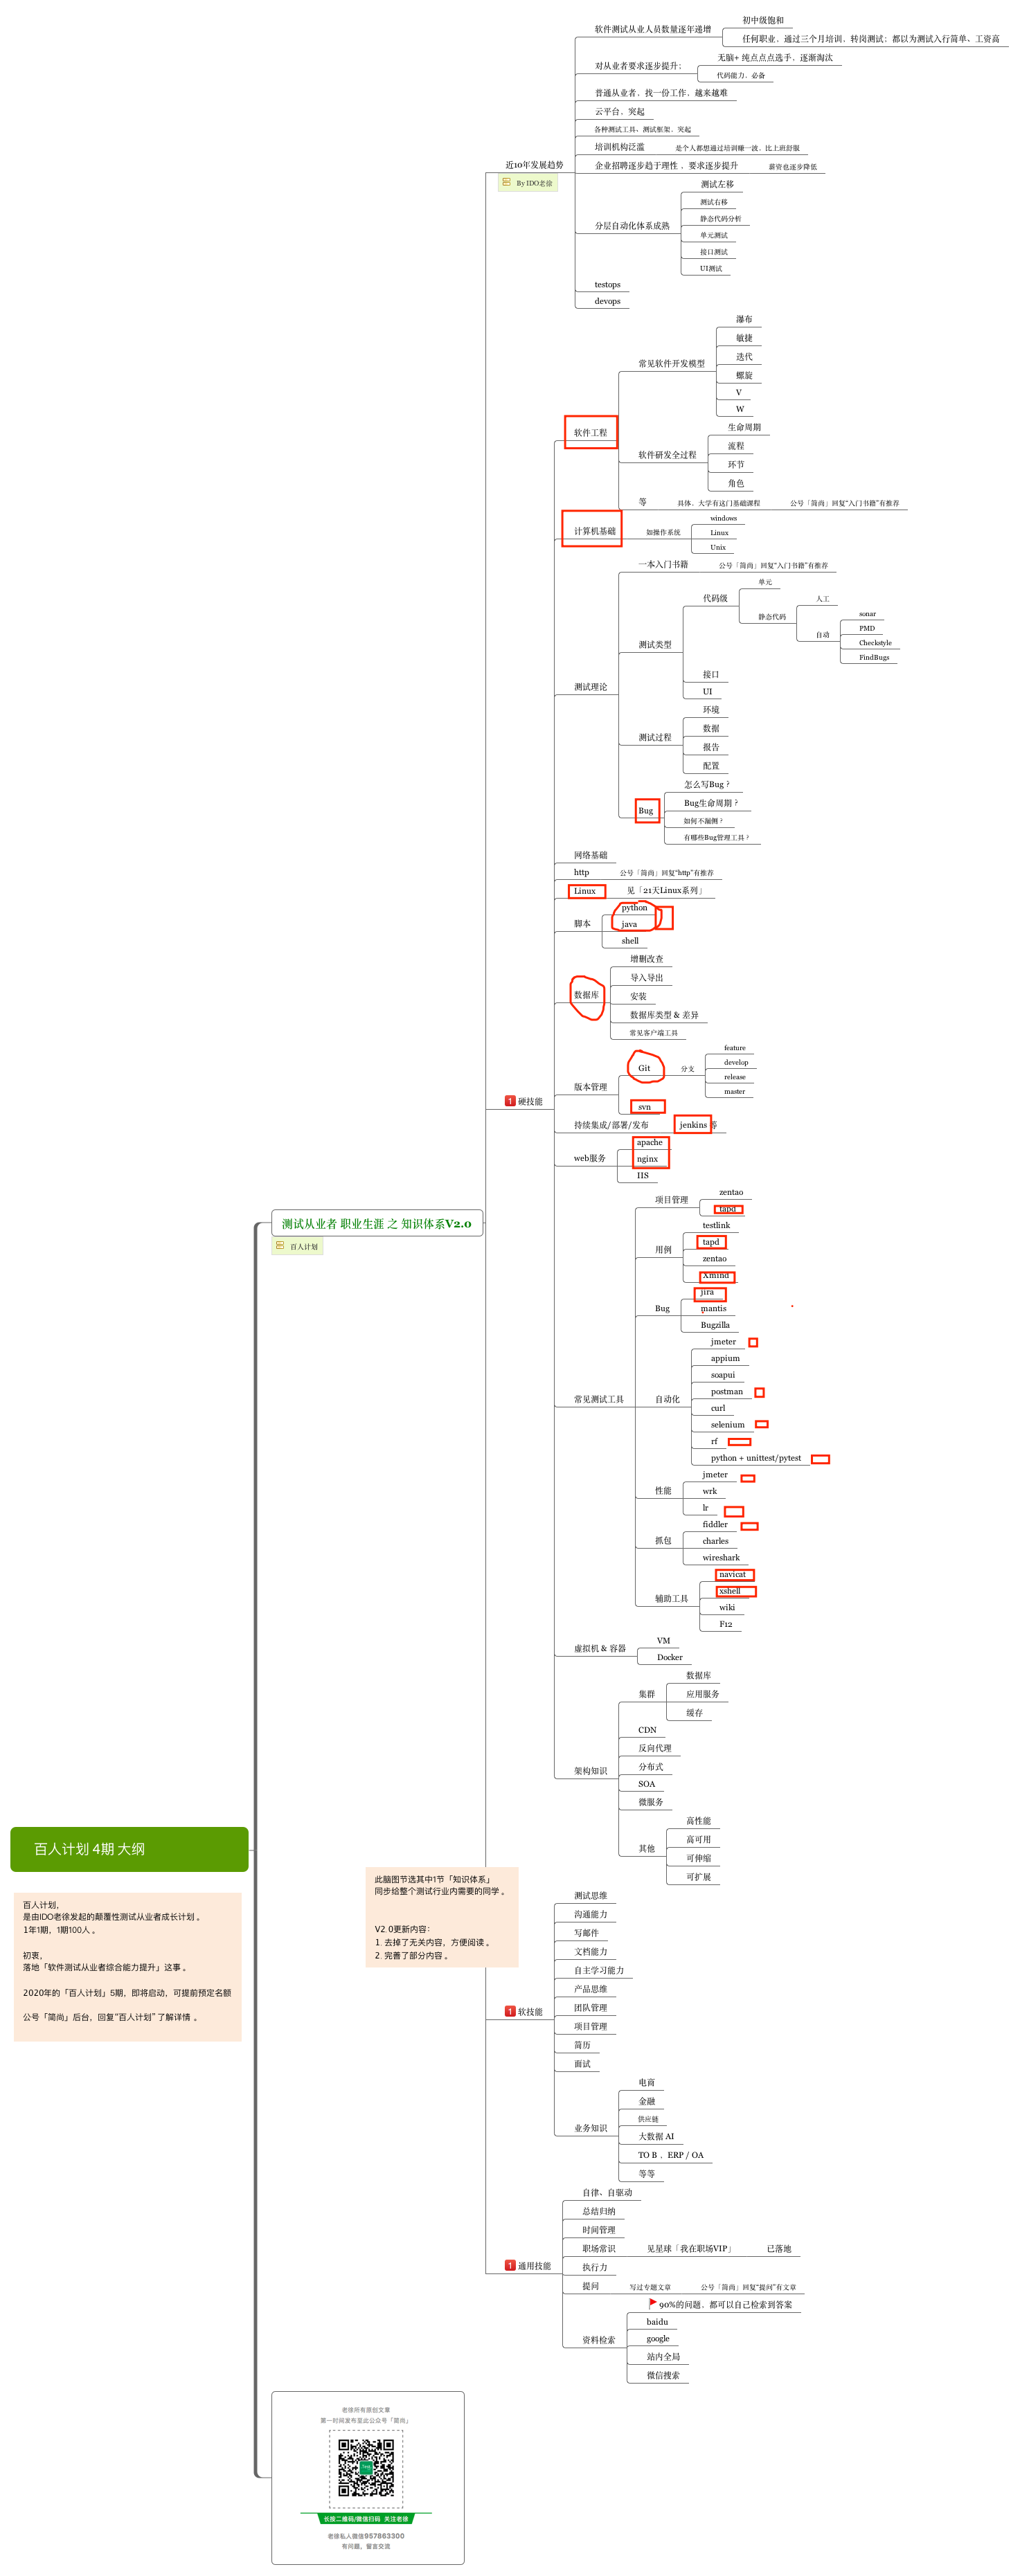 软件测试从业人员数量逐年递增
初中级饱和
任何职业，通过三个月培训，转岗测试；都以为测试入行简单、工资高
对从业者要求逐步提升；
无脑+ 纯点点点选手，逐渐淘汰
代码能力，必备
普通从业者，找一份工作，越来越难
云平台，突起
各种测试工具、测试框架，突起
培训机构泛滥
是个人都想通过培训赚一波，比上班舒服
近10年发展趋势
企业招聘逐步趋于理性 ，要求逐步提升
薪资也逐步降低
By IDO老徐
分层自动化体系成熟
测试左移
测试右移
静态代码分析
单元测试
接口测试
UI测试
testops
devops
软件工程
常见软件开发模型
瀑布
敏捷
迭代
螺旋
V
W
软件研发全过程
生命周期
流程
环节
角色
等
具体，大学有这门基础课程
公号「简尚」回复“入门书籍”有推荐
计算机基础
如操作系统
windows
Linux
Unix
测试理论
一本入门书籍
公号「简尚」回复“入门书籍”有推荐
测试类型
代码级
单元
静态代码
人工
自动
sonar
PMD
Checkstyle
FindBugs
接口
UI
测试过程
环境
数据
报告
配置
Bug
怎么写Bug？
Bug生命周期？
如何不漏测？
有哪些Bug管理工具？
网络基础
http
公号「简尚」回复“http”有推荐
Linux
见「21天Linux系列」
脚本
python
java
shell
数据库
增删改查
导入导出
安装
数据库类型 & 差异
常见客户端工具
1 硬技能
版本管理
Git
分支
feature
develop
release
master
svn
持续集成/部署/发布
jenkins 等
web服务
apache
nginx
IIS
测试从业者 职业生涯 之 知识体系V2.0
百人计划
常见测试工具
项目管理
zentao
tapd
用例
testlink
tapd
zentao
Xmind
Bug
jira
mantis
Bugzilla
自动化
jmeter
appium
soapui
postman
curl
selenium
rf
python + unittest/pytest
性能
jmeter
wrk
lr
抓包
fiddler
charles
wireshark
辅助工具
navicat
xshell
wiki
F12
虚拟机 & 容器
VM
Docker
架构知识
集群
数据库
应用服务
缓存
CDN
反向代理
分布式
SOA
微服务
其他
高性能
高可用
可伸缩
可扩展
百人计划 4期 大纲
百人计划，
是由IDO老徐发起的颠覆性测试从业者成长计划 。
1年1期，1期100人 。
初衷，
落地「软件测试从业者综合能力提升」这事 。
2020年的「百人计划」5期，即将启动，可提前预定名额
公号「简尚」后台，回复“百人计划” 了解详情 。
此脑图节选其中1节「知识体系」
同步给整个测试行业内需要的同学 。
V2.0更新内容：
1. 去掉了无关内容，方便阅读 。
2. 完善了部分内容 。
1 软技能
测试思维
沟通能力
写邮件
文档能力
自主学习能力
产品思维
团队管理
项目管理
简历
面试
业务知识
电商
金融
供应链
大数据 AI
TO B ，ERP / OA
等等
1 通用技能
自律、自驱动
总结归纳
时间管理
职场常识
见星球「我在职场VIP」
已落地
执行力
提问
写过专题文章
公号「简尚」回复“提问”有文章
资料检索
90%的问题，都可以自己检索到答案
baidu
google
站内全局
微信搜索
老徐所有原创文章
第一时间发布至此公众号「简尚」
长按二维码/微信扫码 关注老徐
老徐私人微信957863300
有问题，留言交流